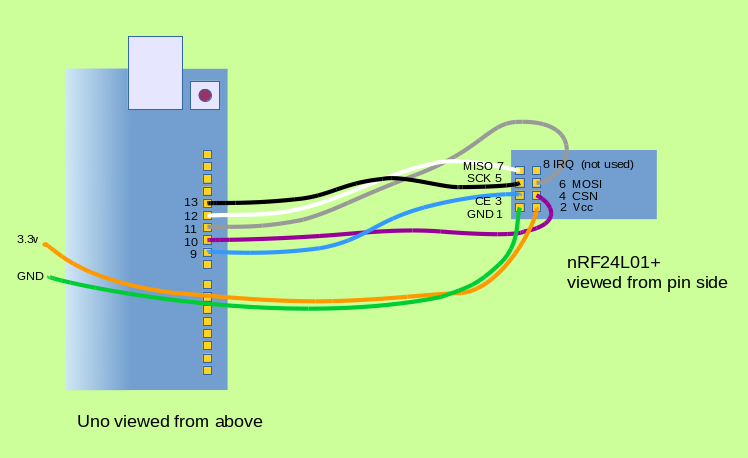 MISO 7
8 IRQ (not used)
SCK 5
6 MOSI
4 CSN
CE 3
2 Vcc
GND 1
13
12
11
10
9
3.3v
GND
nRF24L01+
viewed from pin side
Uno viewed from above